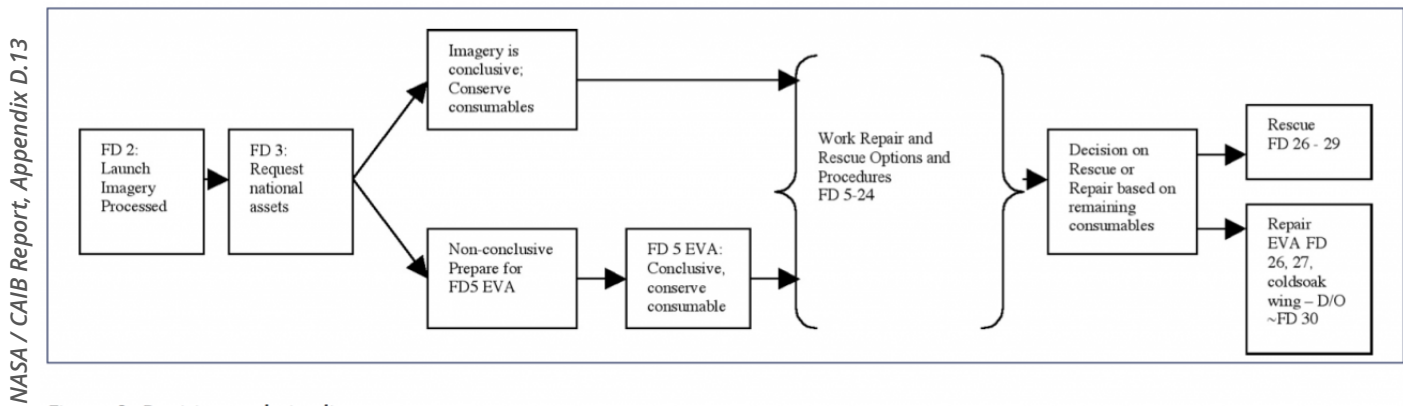 NASA / CAIB Report, Appendix D.13
FD 2:
Launch
Imagery
Processed
FD 3:
Request
national
assets
Imagery is
conclusive;
Conserve
consumables
Non-conclusive
Prepare for
FD5 EVA
FD 5 EVA:
Conclusive,
conserve
consumable
Work Repair and
Rescue Options and
Procedures
FD 5-24
Decision on
Rescue or
Repair based on
remaining
consumables
Rescue
FD 26 - 29
Repair
EVA FD
26, 27,
coldsoak
wing – D/O
~FD 30